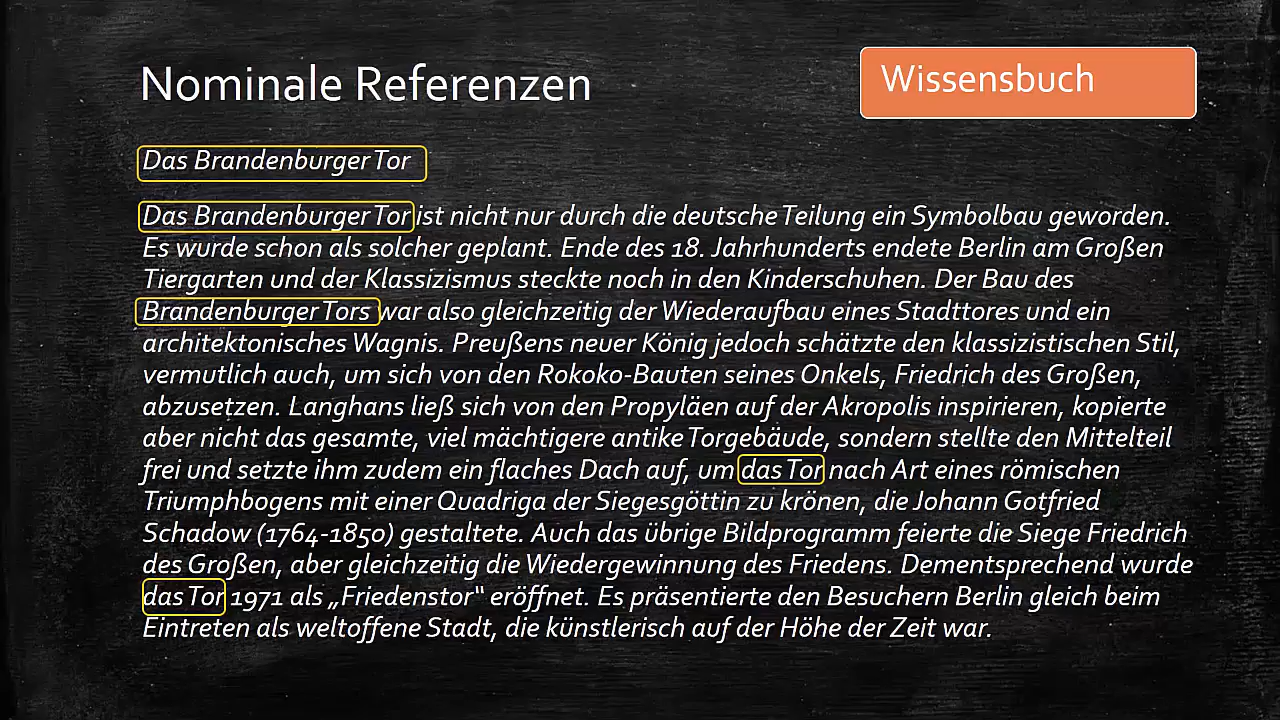 Nominale Referenzen
Wissensbuch
Das Brandenburger Tor
Das Brandenburger Tor ist nicht nur durch die deutsche Teilung ein Symbolbau geworden.
Es wurde schon als solcher geplant. Ende des 18. Jahrhunderts endete Berlin am Großen
Tiergarten und der Klassizismus steckte noch in den Kinderschuhen. Der Bau des
Brandenburger Tors war also gleichzeitig der Wiederaufbau eines Stadttores und ein
architektonisches Wagnis. Preußens neuer König jedoch schätzte den klassizistischen Stil,
vermutlich auch, um sich von den Rokoko-Bauten seines Onkels, Friedrich des Großen,
abzusetzen. Langhans ließ sich von den Propyläen auf der Akropolis inspirieren, kopierte
aber nicht das gesamte, viel mächtigere antike Torgebäude, sondern stellte den Mittelteil
frei und setzte ihm zudem ein flaches Dach auf, um das Tor nach Art eines römischen
Triumphbogens mit einer Quadriga der Siegesgöttin zu krönen, die Johann Gotfried
Schadow (1764-1850) gestaltete. Auch das übrige Bildprogramm feierte die Siege Friedrich
des Großen, aber gleichzeitig die Wiedergewinnung des Friedens. Dementsprechend wurde
das Tor 1971 als „Friedenstor“ eröffnet. Es präsentierte den Besuchern Berlin gleich beim
Eintreten als weltoffene Stadt, die künstlerisch auf der Höhe der Zeit war.